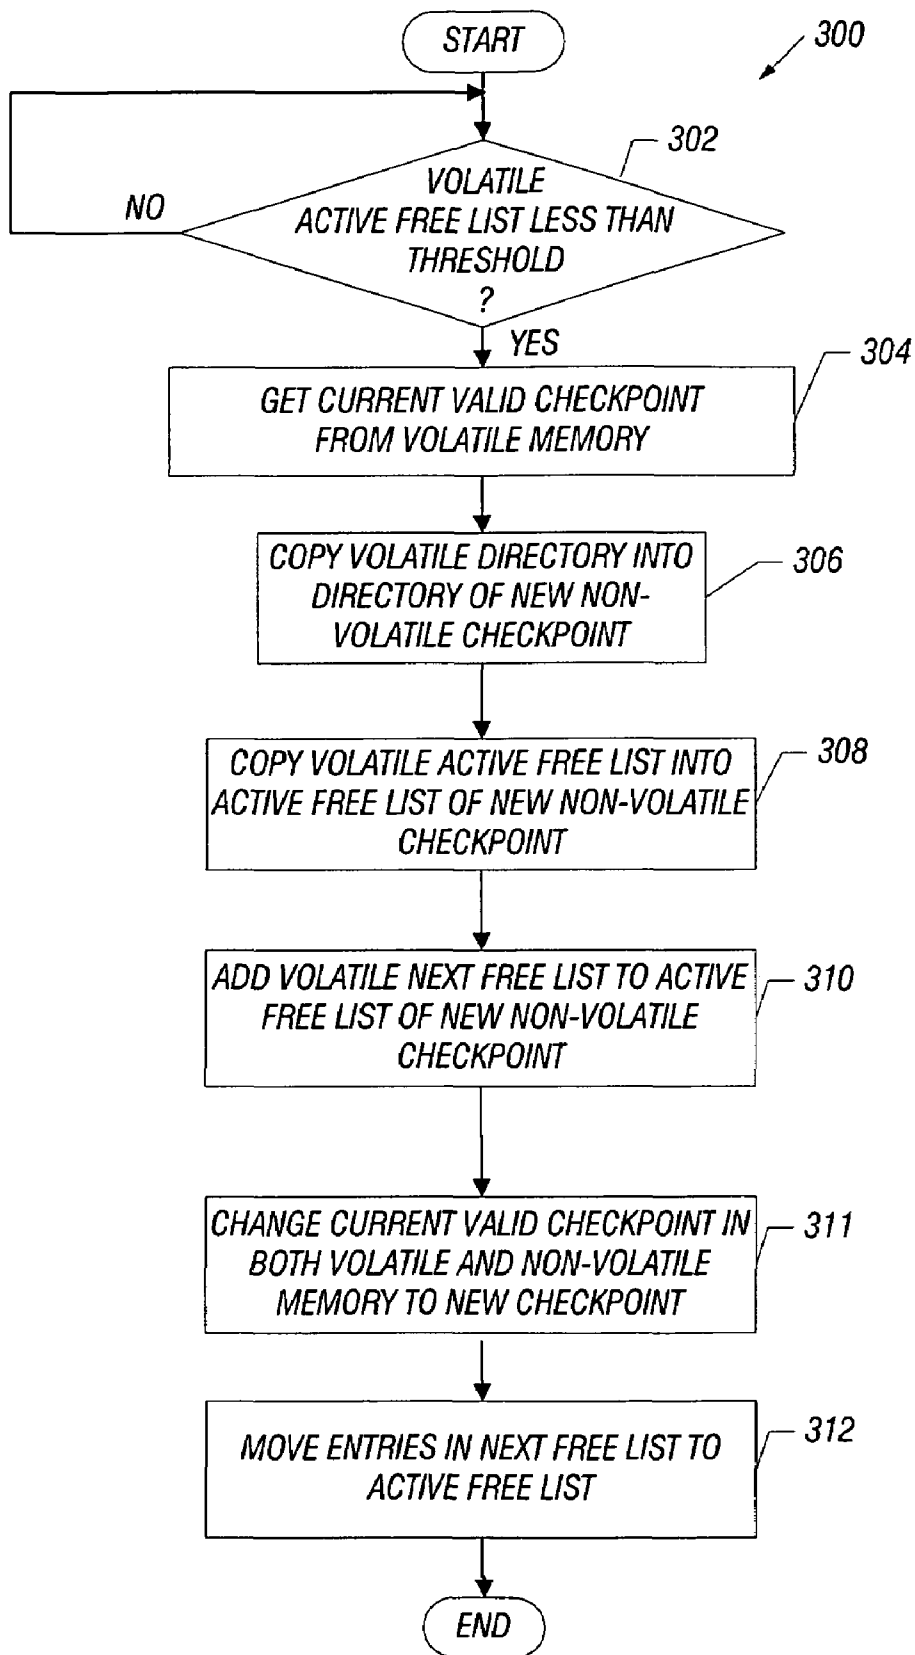 START
300
302
VOLATILE
ACTIVE FREE LIST LESS THAN
THRESHOLD
?
NO
YES
304
GET CURRENT VALID CHECKPOINT
FROM VOLATILE MEMORY
306
COPY VOLATILE DIRECTORY INTO
DIRECTORY OF NEW NON-
VOLATILE CHECKPOINT
308
COPY VOLATILE ACTIVE FREE LIST INTO
ACTIVE FREE LIST OF NEW NON-VOLATILE
CHECKPOINT
310
ADD VOLATILE NEXT FREE LIST TO ACTIVE
FREE LIST OF NEW NON-VOLATILE
CHECKPOINT
311
CHANGE CURRENT VALID CHECKPOINT IN
BOTH VOLATILE AND NON-VOLATILE
MEMORY TO NEW CHECKPOINT
312
MOVE ENTRIES IN NEXT FREE LIST TO
ACTIVE FREE LIST
END